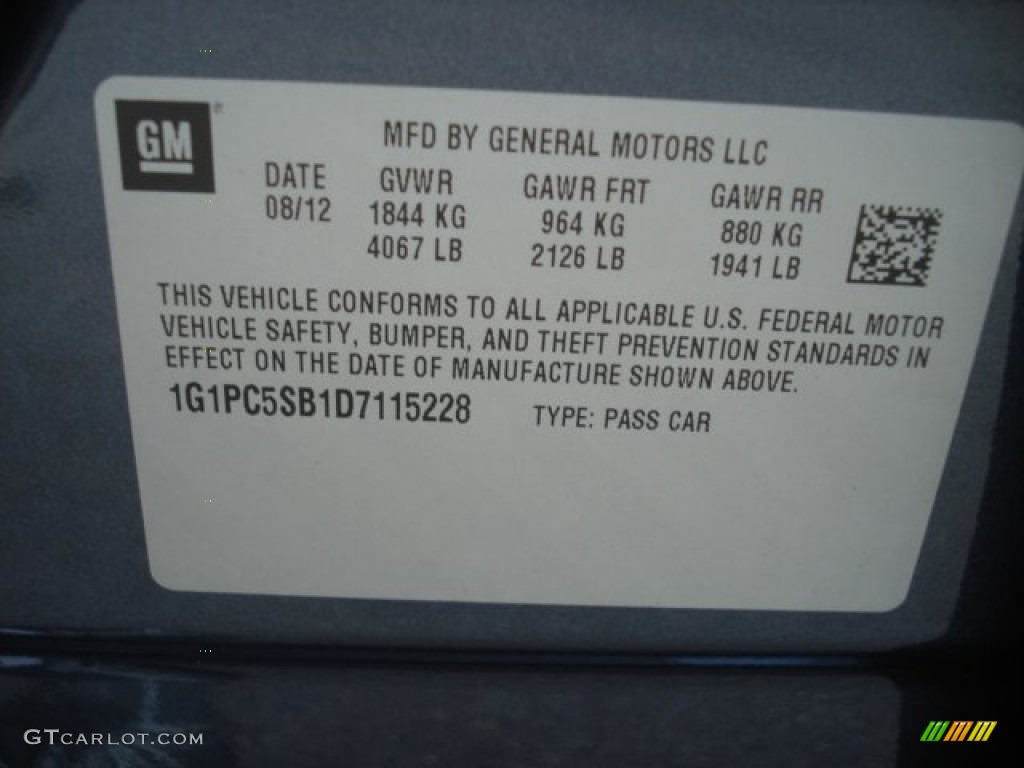 GM
MFD BY GENERAL MOTORS LLC
DATE GVWR GAWR FRT GAWR RR
08/12 1844 KG 964 KG 880 KG
4067 LB 2126 LB 1941 LB
THIS VEHICLE CONFORMS TO ALL APPLICABLE U.S. FEDERAL MOTOR
VEHICLE SAFETY, BUMPER, AND THEFT PREVENTION STANDARDS IN
EFFECT ON THE DATE OF MANUFACTURE SHOWN ABOVE.
1G1PC5SB1D7115228 TYPE: PASS CAR
GTCARLOT.COM